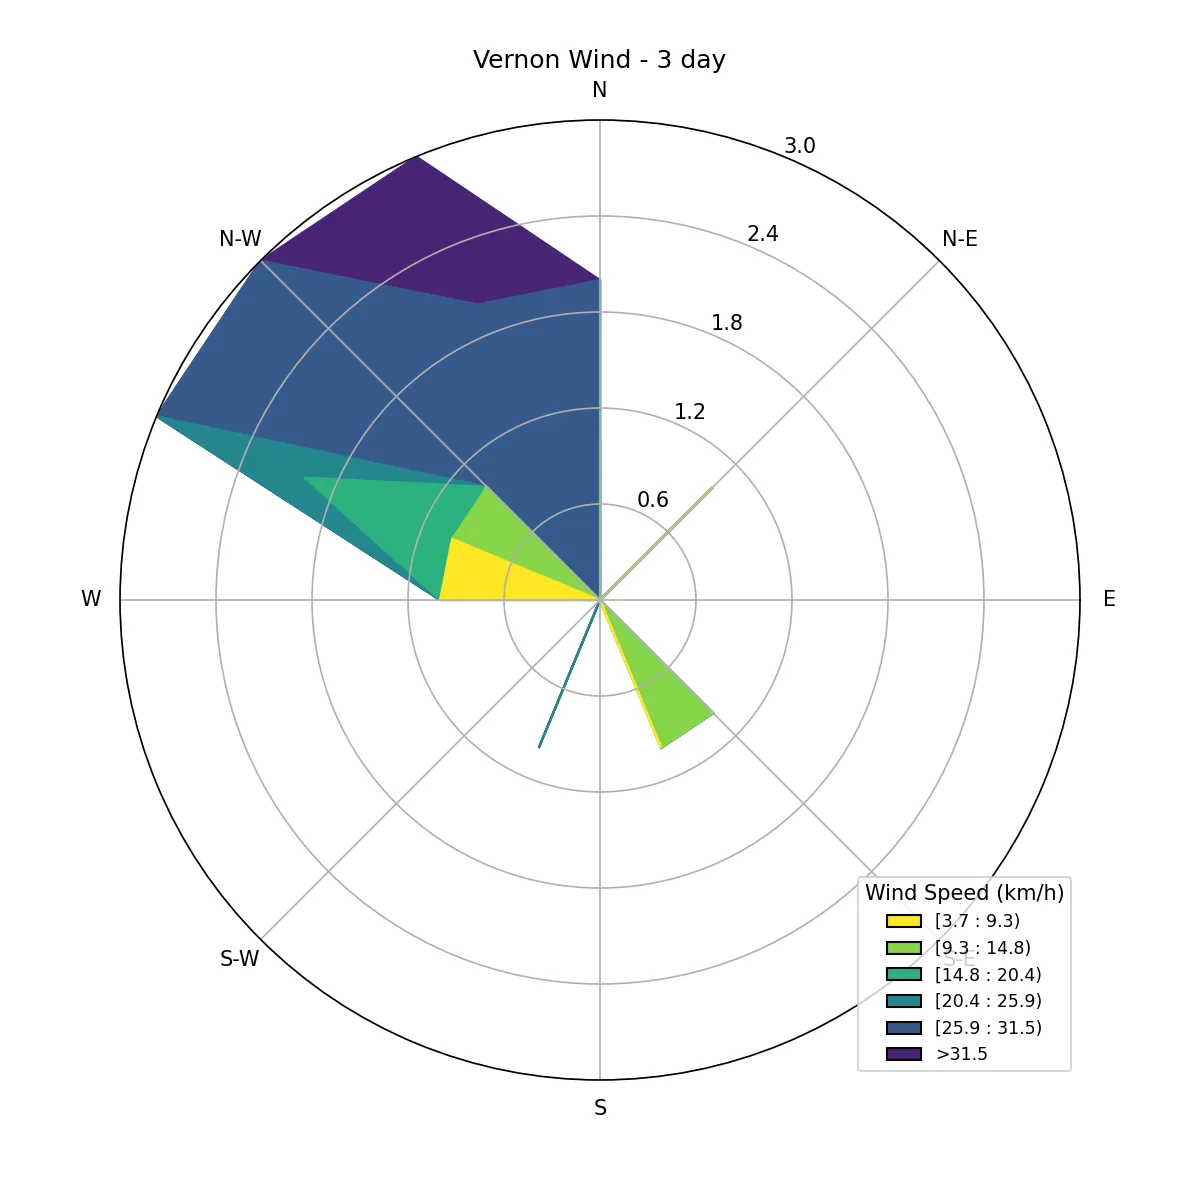 Vernon Wind - 3 day
N
3.0
N-W
2.4
N-E
1.8
1.2
0.6
W
E
Wind Speed (km/h)
[3.7 : 9.3)
[9.3 : 14.8)
S-W
S-E
[14.8 : 20.4)
[20.4 : 25.9)
[25.9 : 31.5)
>31.5
S